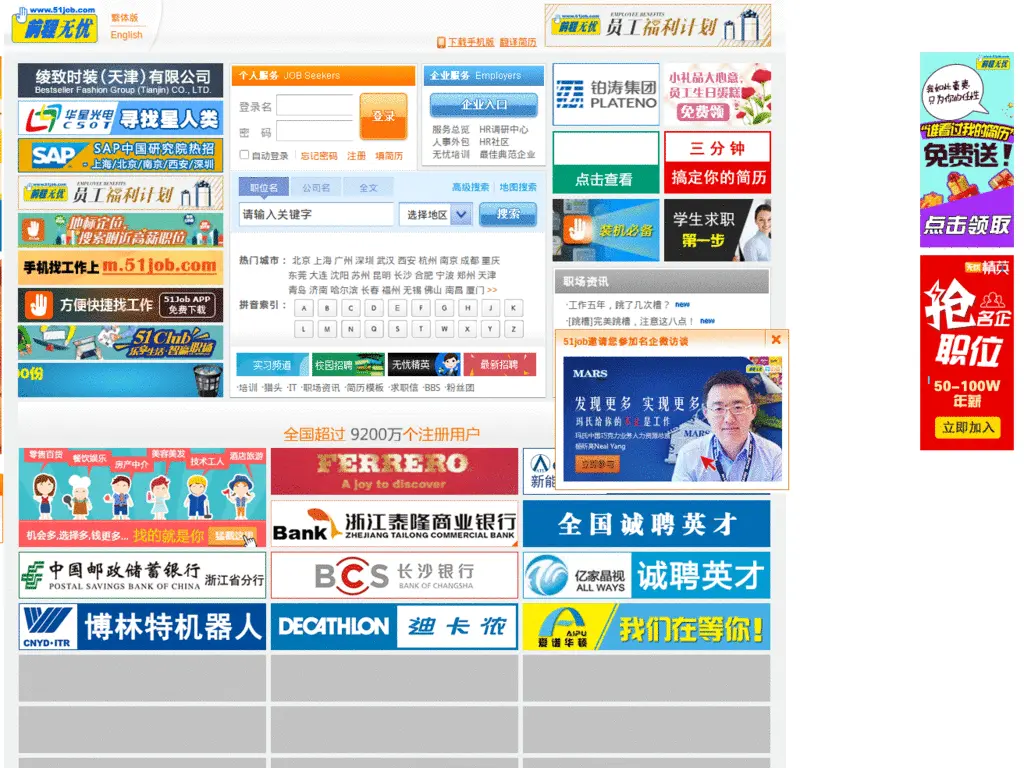 www.51job.com
前程无忧
繁体版
English
下载手机版 翻译简历
EMPLOYEE BENEFITS
前程无忧 员工福利计划
绫致时装（天津）有限公司
Bestseller Fashion Group (Tianjin) CO., LTD.
华星光电 CSOT 寻找星人类
SAP中国研究院热招
SAP - 上海/北京/南京/西安/深圳
EMPLOYEE BENEFITS
前程无忧 员工福利计划
地标定位,
搜索附近高薪职位
手机找工作上 m.51job.com
方便快捷找工作 51Job APP 免费下载
51Club
乐享生活·智赢职场
00份
个人服务 JOB Seekers
登录名
密 码
登录
自动登录 忘记密码 注册 填简历
企业服务 Employers
企业入口
服务总览 HR调研中心
人事外包 HR社区
无忧培训 最佳典范企业
职位名 公司名 全文 高级搜索 | 地图搜索
请输入关键字 选择地区 搜索
热门城市： 北京 上海 广州 深圳 武汉 西安 杭州 南京 成都 重庆
东莞 大连 沈阳 苏州 昆明 长沙 合肥 宁波 郑州 天津
济南 哈尔滨 长春 福州 无锡 佛山 南昌 厦门 >>
拼音索引： A B C D E F G H J K
L M N Q S T W X Y Z
实习频道 校园招聘 无忧精英 最新招聘
·培训 ·猎头 ·IT ·职场资讯 ·简历模板 ·求职信 ·BBS ·粉丝团
铂涛集团
PLATENO
小礼品大心意,
员工生日蛋糕
免费领
点击查看
三分钟
搞定你的简历
装机必备
学生求职
第一步
职场资讯
·工作五年，跳了几次槽？ new
·[跳槽]完美跳槽，注意这八点！ new
51job邀请您参加名企微访谈
MARS
发现更多 实现更多
玛氏给你的不止是工作
玛氏中国巧克力业务人力资源总监
杨昕禹Neal Yang
MARS
立即参与
前程无忧
我如此重要,
只为你的任性
"谁看过我的简历"
免费送！
点击领取
无忧精英
抢名企
职位
50-100W
年薪
立即加入
全国超过 9200万个注册用户
零售百货 餐饮娱乐 房产中介 美容美发 技术工人 酒店旅游
机会多,选择多,钱更多... 找的就是你 猛戳这里
FERRERO
A joy to discover
新能
Bank 浙江泰隆商业银行
ZHEJIANG TAILONG COMMERCIAL BANK
全国诚聘英才
中国邮政储蓄银行 浙江省分行
POSTAL SAVINGS BANK OF CHINA
BCS 长沙银行
BANK OF CHANGSHA
亿家晶视
ALL WAYS
诚聘英才
CNYD·ITR 博林特机器人
DECATHLON 迪卡侬
AIPU
爱谱华顿
我们在等你！